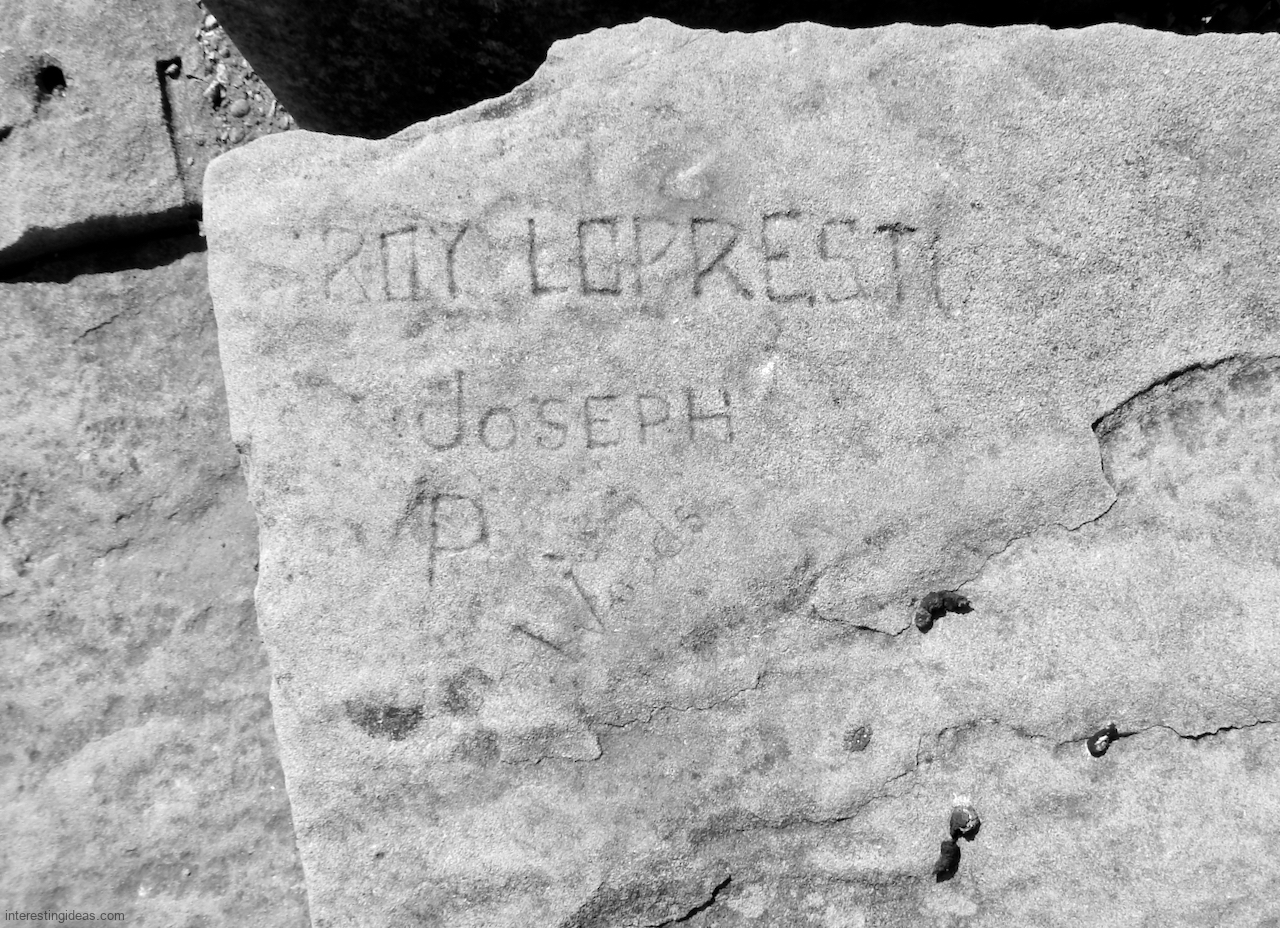 ROY LOPRESTI
JOSEPH
P
interestingideas.com